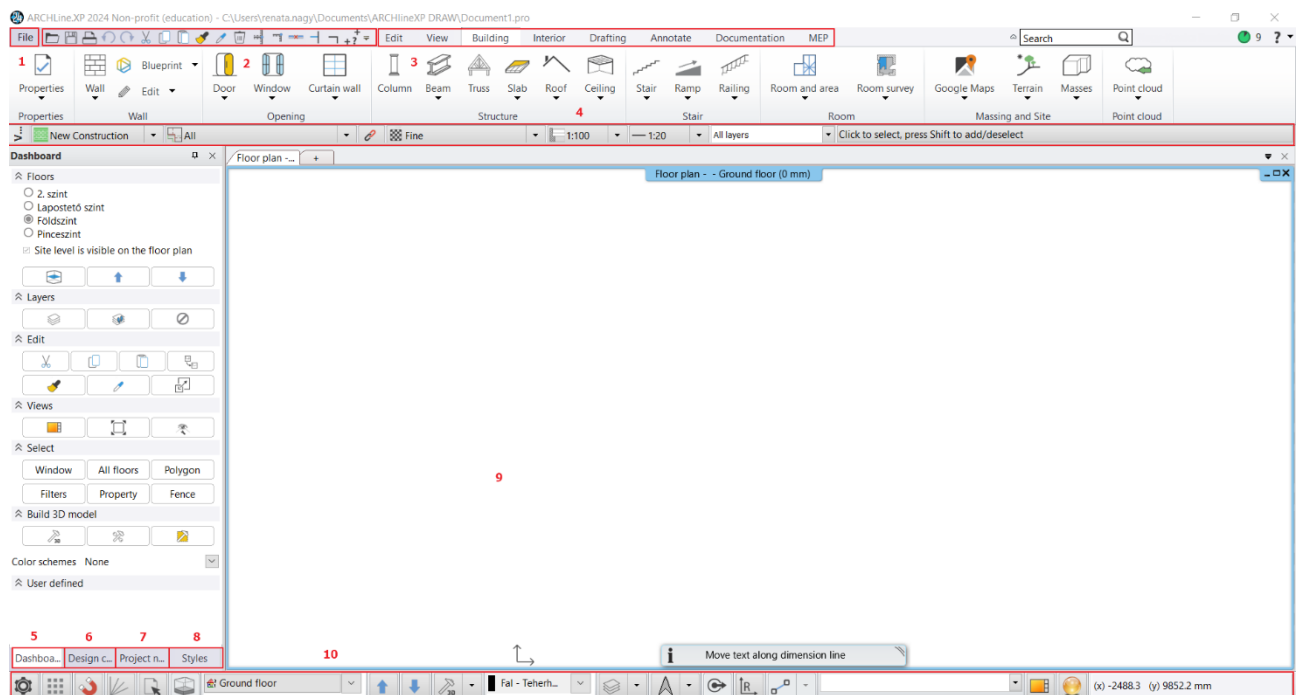 ARCHLine.XP 2024 Non-profit (education) - C:\Users\renata.nagy\Documents\ARCHlineXP DRAW\Document1.pro
File Edit View Building Interior Drafting Annotate Documentation MEP Search 9 ?
1 2 3
Blueprint
Edit
Properties Wall Door Window Curtain wall Column Beam Truss Slab Roof Ceiling Stair Ramp Railing Room and area Room survey Google Maps Terrain Masses Point cloud
4
Properties Wall Opening Structure Stair Room Massing and Site Point cloud
New Construction All Fine 1:100 1:20 All layers Click to select, press Shift to add/deselect
Dashboard
Floor plan -... +
Floor plan - - Ground floor (0 mm)
Floors
2. szint
Lapostető szint
Földszint
Pinceszint
Site level is visible on the floor plan
Layers
Edit
Views
Select
Window All floors Polygon
Filters Property Fence
9
Build 3D model
3D
Color schemes None
User defined
5 6 7 8
Dashboa... Design c... Project n... Styles
10
i Move text along dimension line
Ground floor 3D Fal - Teherh... R (x) -2488.3 (y) 9852.2 mm